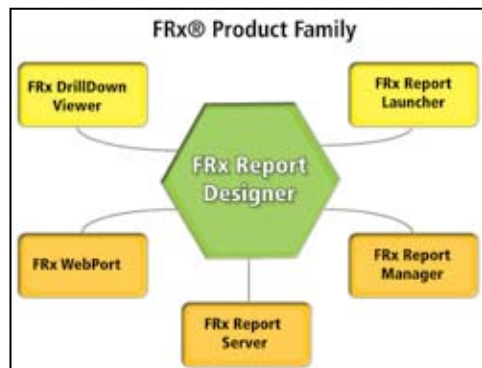 FRx® Product Family
FRx DrillDown
Viewer
FRx Report
Launcher
FRx Report
Designer
FRx WebPort
FRx Report
Manager
FRx Report
Server